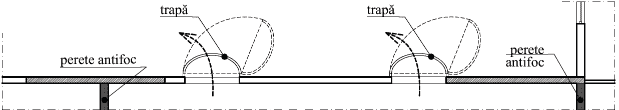 trapă
trapă
perete antifoc
perete
antifoc